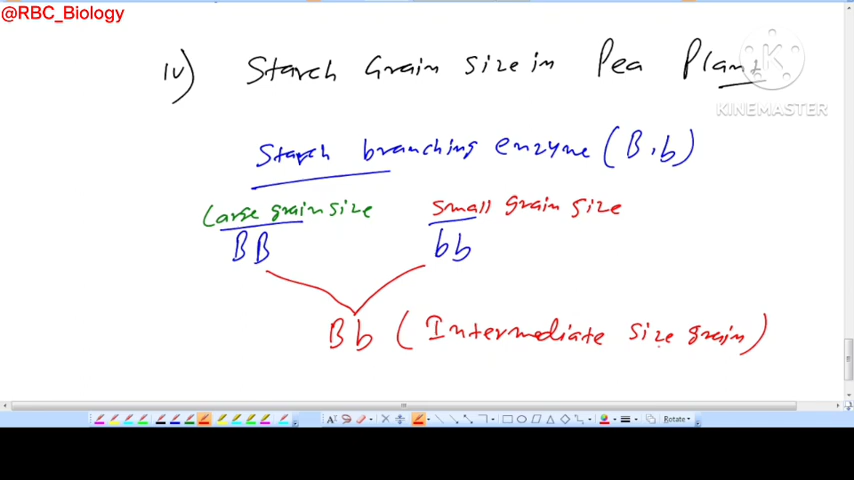 @RBC_Biology
iv) Starch Grain size in Pea Plant
KINEMASTER
Starch branching enzyme (B,b)
Large grain size small grain size
BB bb
Bb (Intermediate size grain)
Rotate